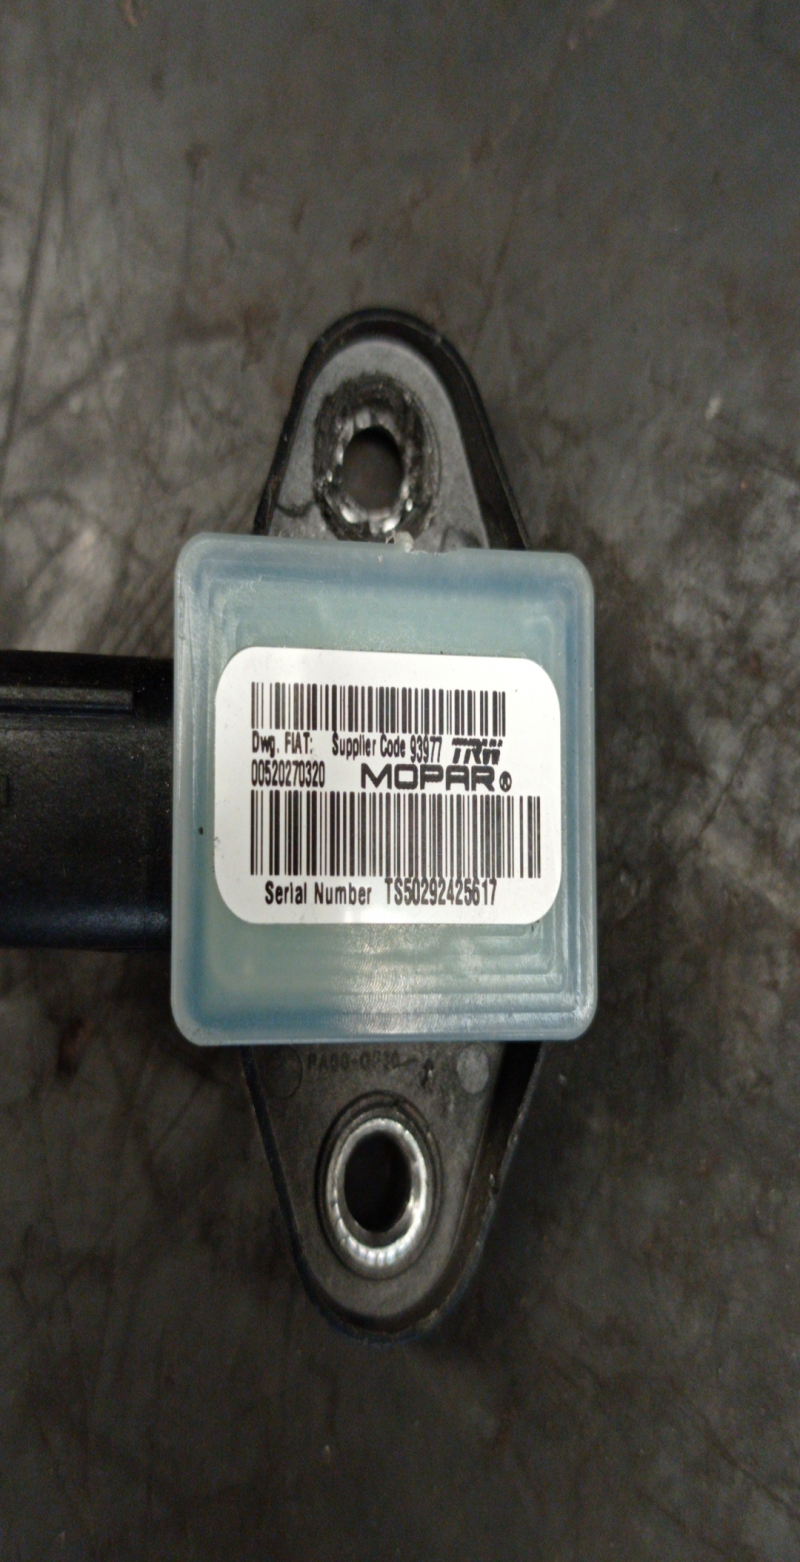 Dwg. FIAT: Supplier Code 93977 TRW
00520270320 MOPAR
Serial Number TS50292425617